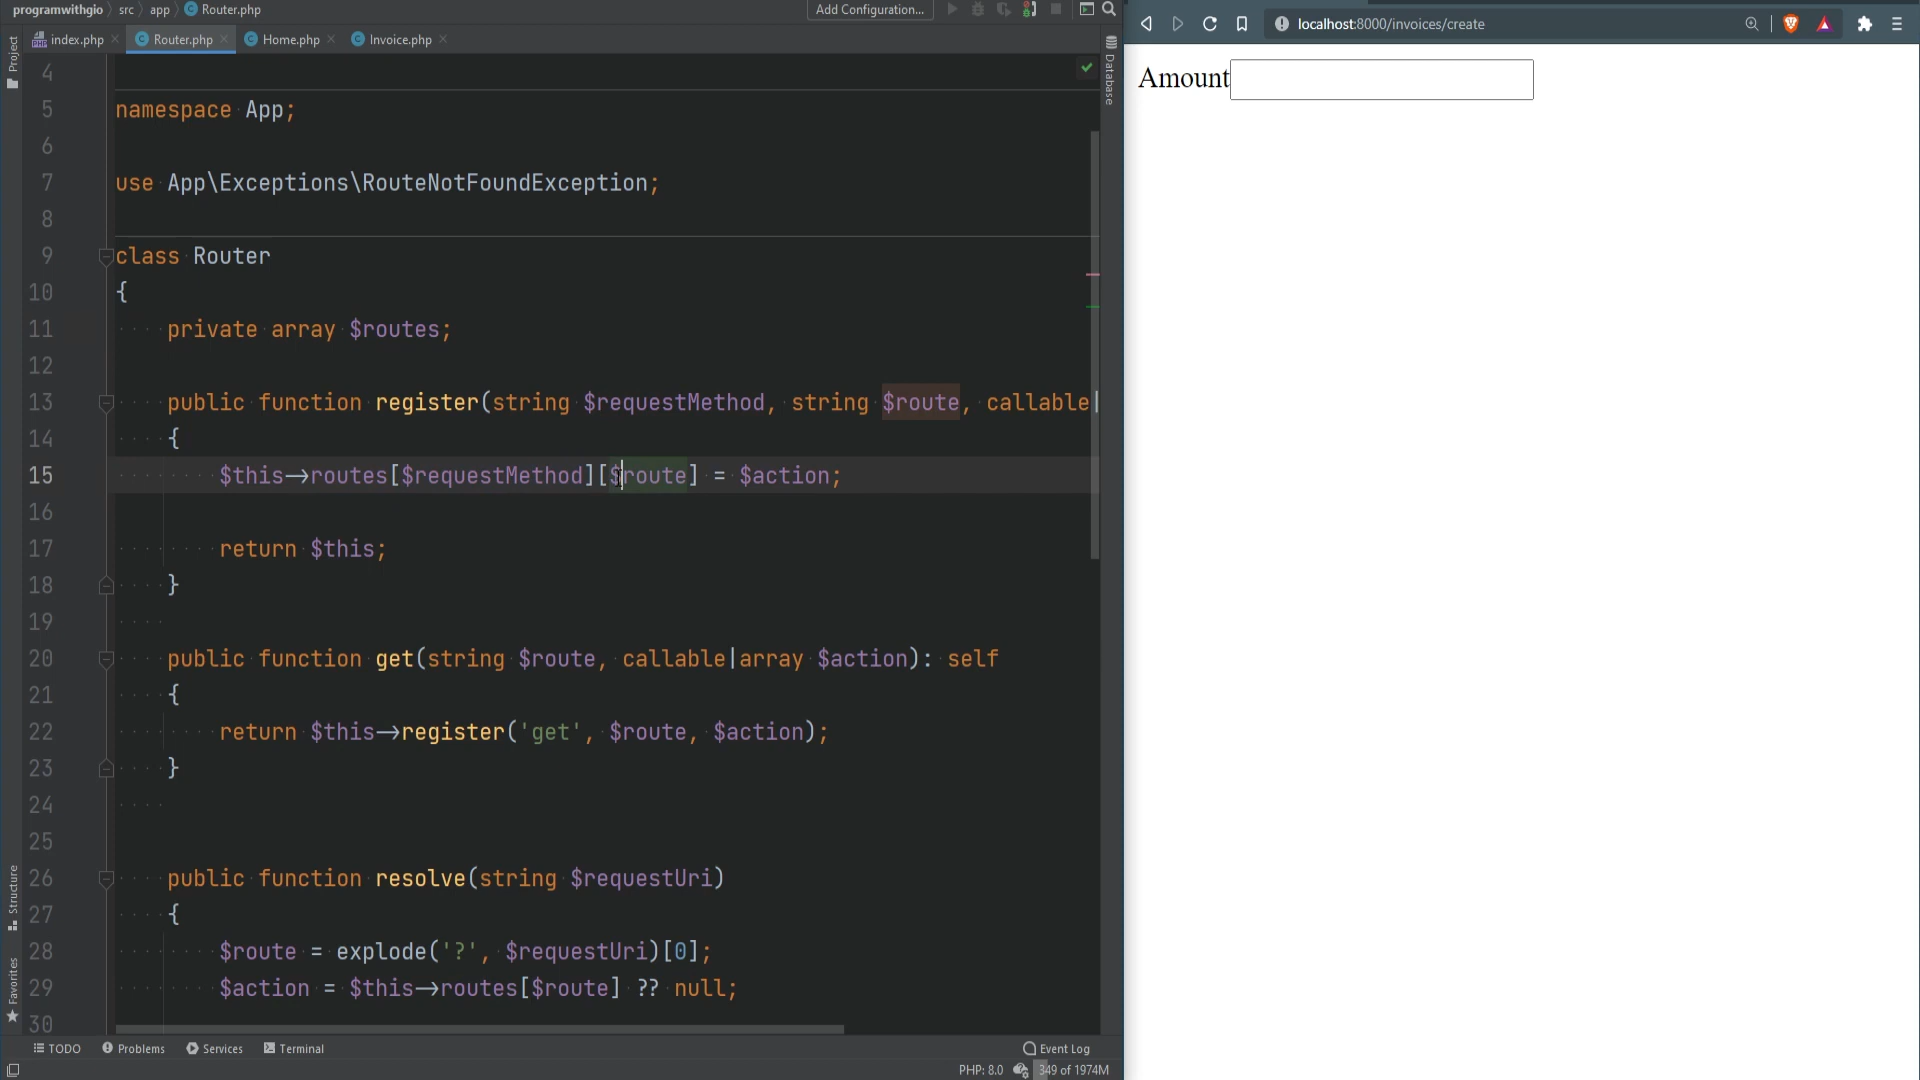 programwithgio src app Router.php
Add Configuration...
index.php Router.php Home.php Invoice.php
Project
Database
Structure
Favorites
4
5 namespace App;
6
7 use App\Exceptions\RouteNotFoundException;
8
9 class Router
10 {
11 private array $routes;
12
13 public function register(string $requestMethod, string $route, callable|
14 {
15 $this->routes[$requestMethod][$route] = $action;
16
17 return $this;
18 }
19
20 public function get(string $route, callable|array $action): self
21 {
22 return $this->register('get', $route, $action);
23 }
24
25
26 public function resolve(string $requestUri)
27 {
28 $route = explode('?', $requestUri)[0];
29 $action = $this->routes[$route] ?? null;
30
TODO Problems Services Terminal Event Log
PHP: 8.0 349 of 1974M
localhost:8000/invoices/create
Amount